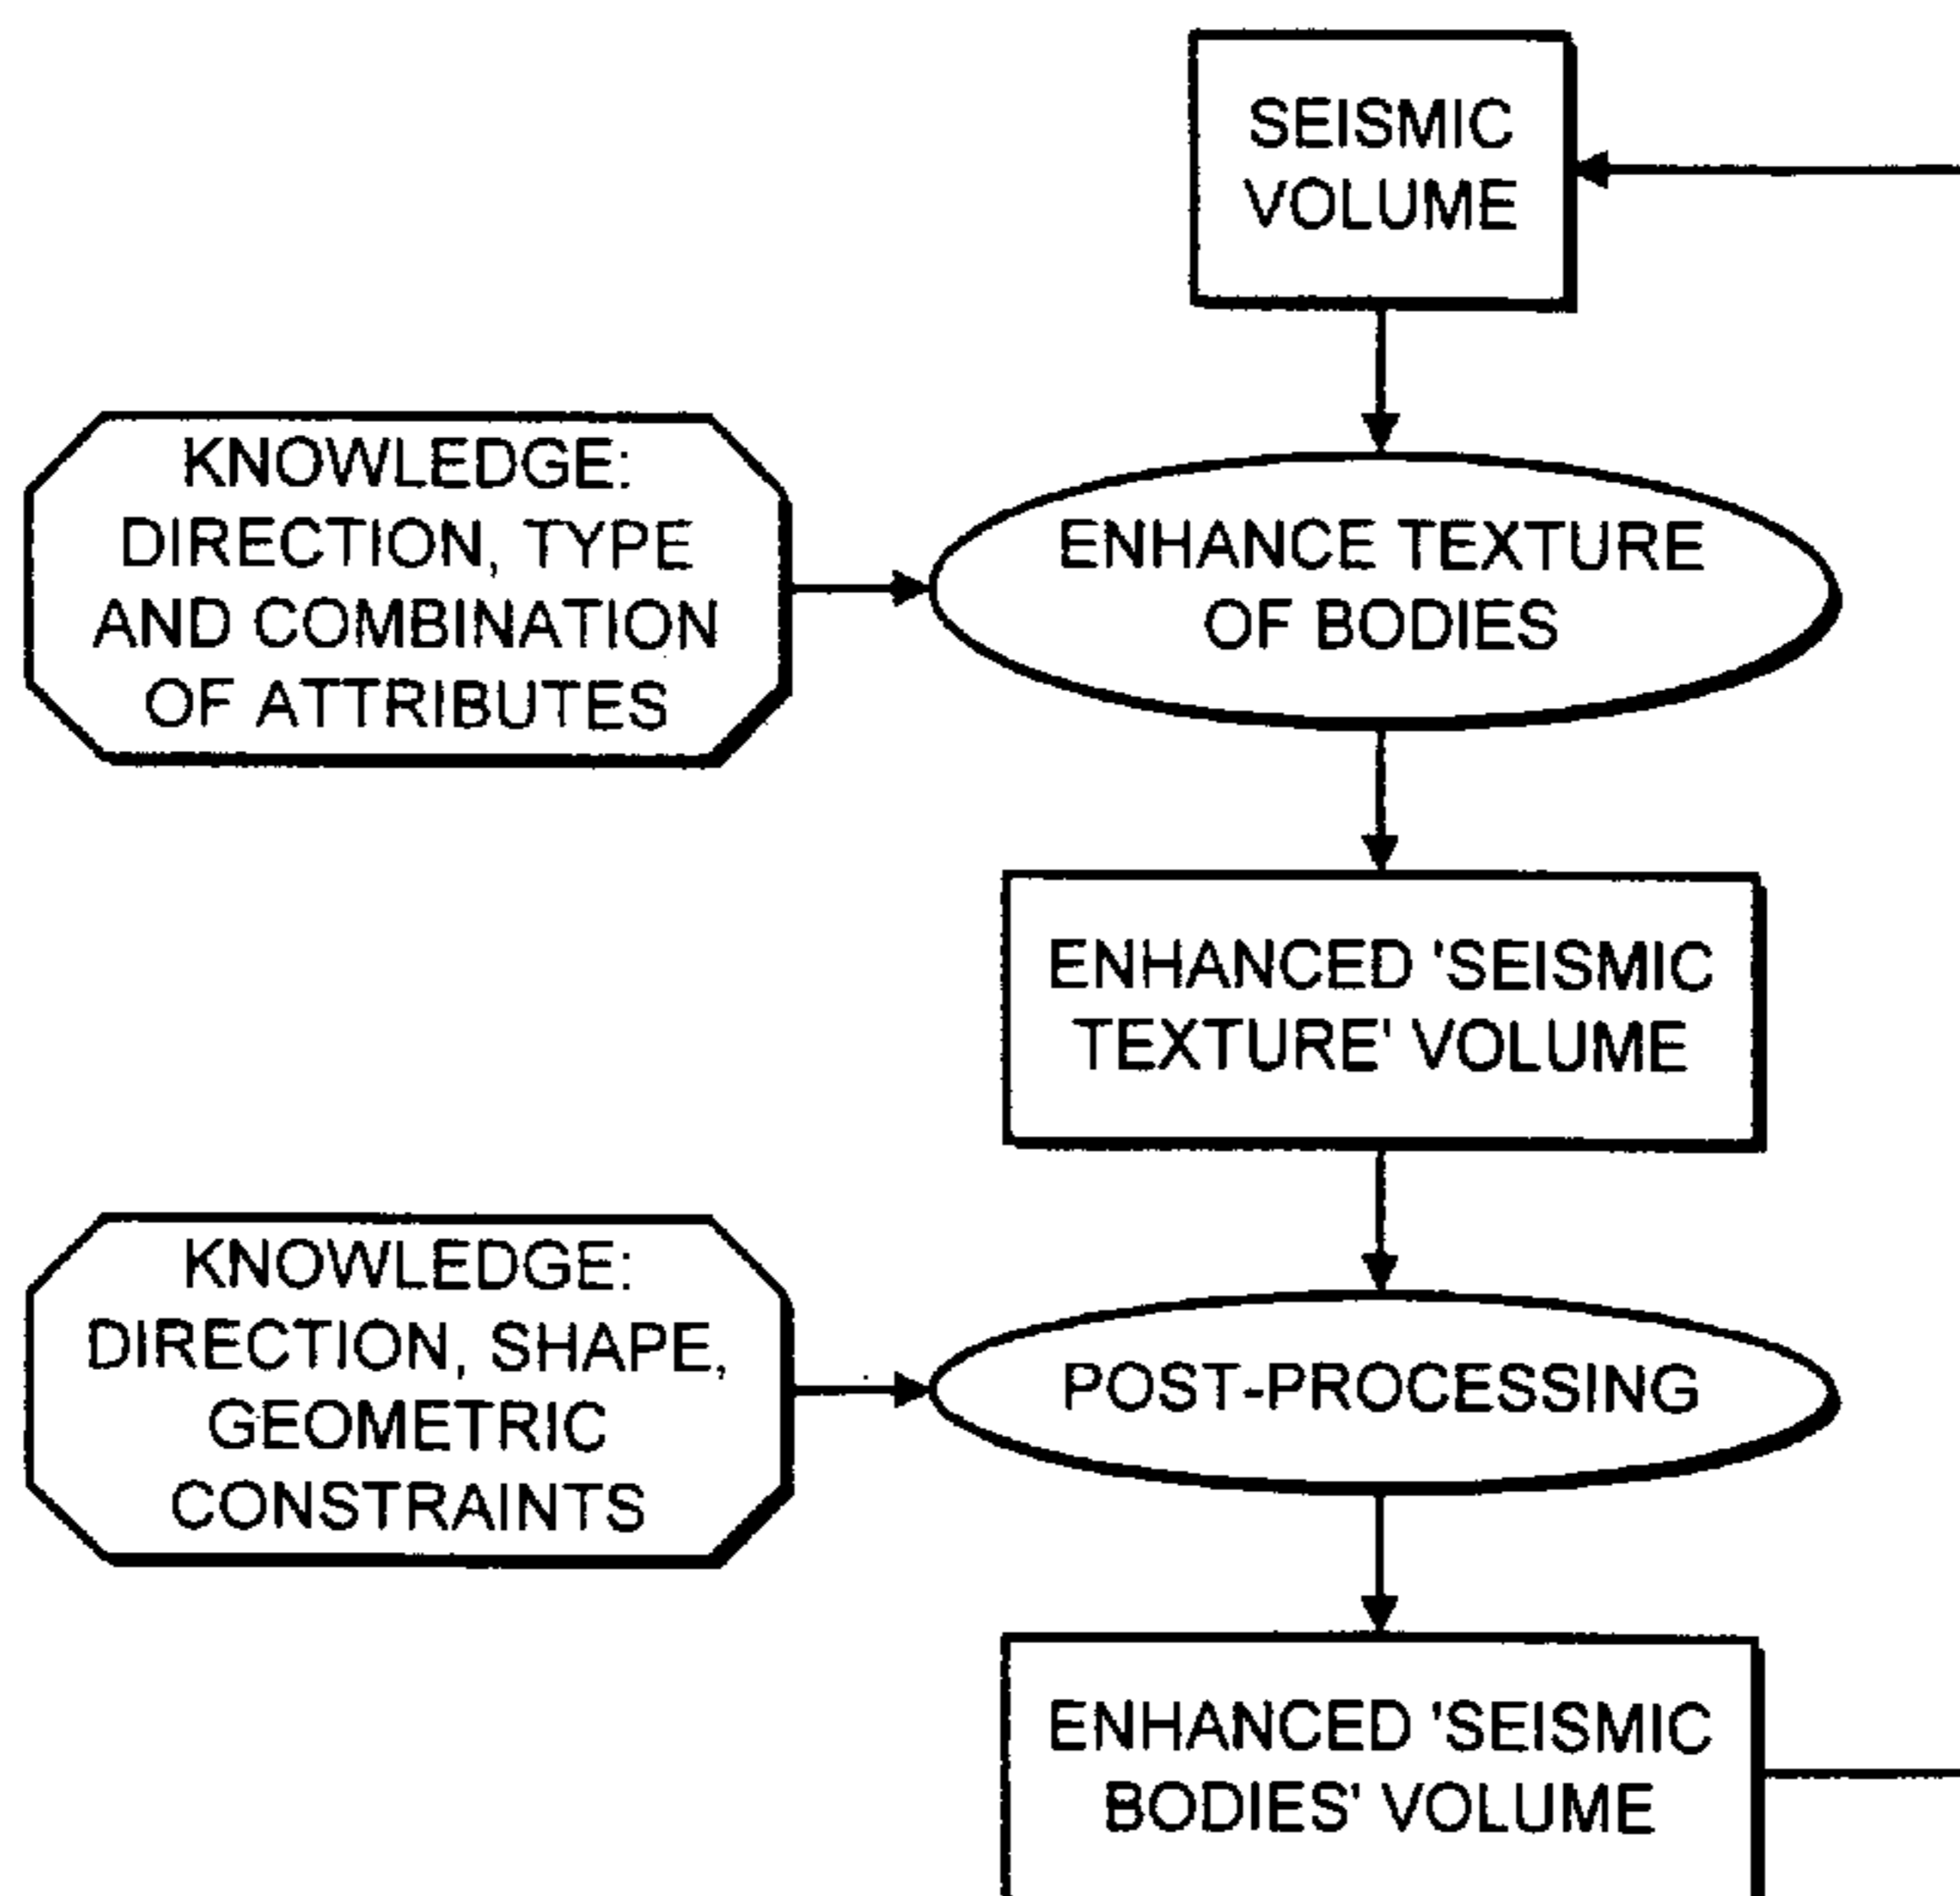 SEISMIC
VOLUME
KNOWLEDGE:
DIRECTION, TYPE
AND COMBINATION
OF ATTRIBUTES
ENHANCE TEXTURE
OF BODIES
ENHANCED 'SEISMIC
TEXTURE' VOLUME
KNOWLEDGE:
DIRECTION, SHAPE,
GEOMETRIC
CONSTRAINTS
POST-PROCESSING
ENHANCED 'SEISMIC
BODIES' VOLUME